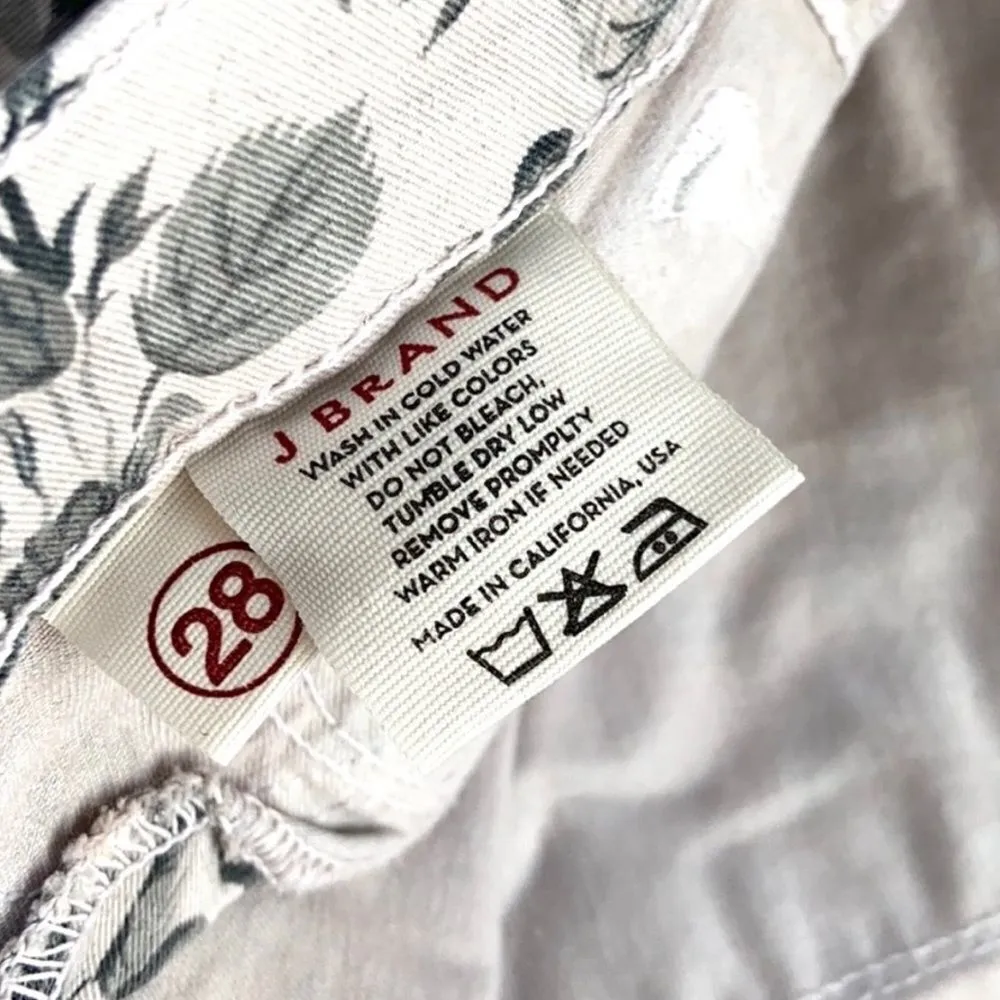 J BRAND
WASH IN COLD WATER
WITH LIKE COLORS
DO NOT BLEACH,
TUMBLE DRY LOW
REMOVE PROMPLTY
WARM IRON IF NEEDED
MADE IN CALIFORNIA, USA
28